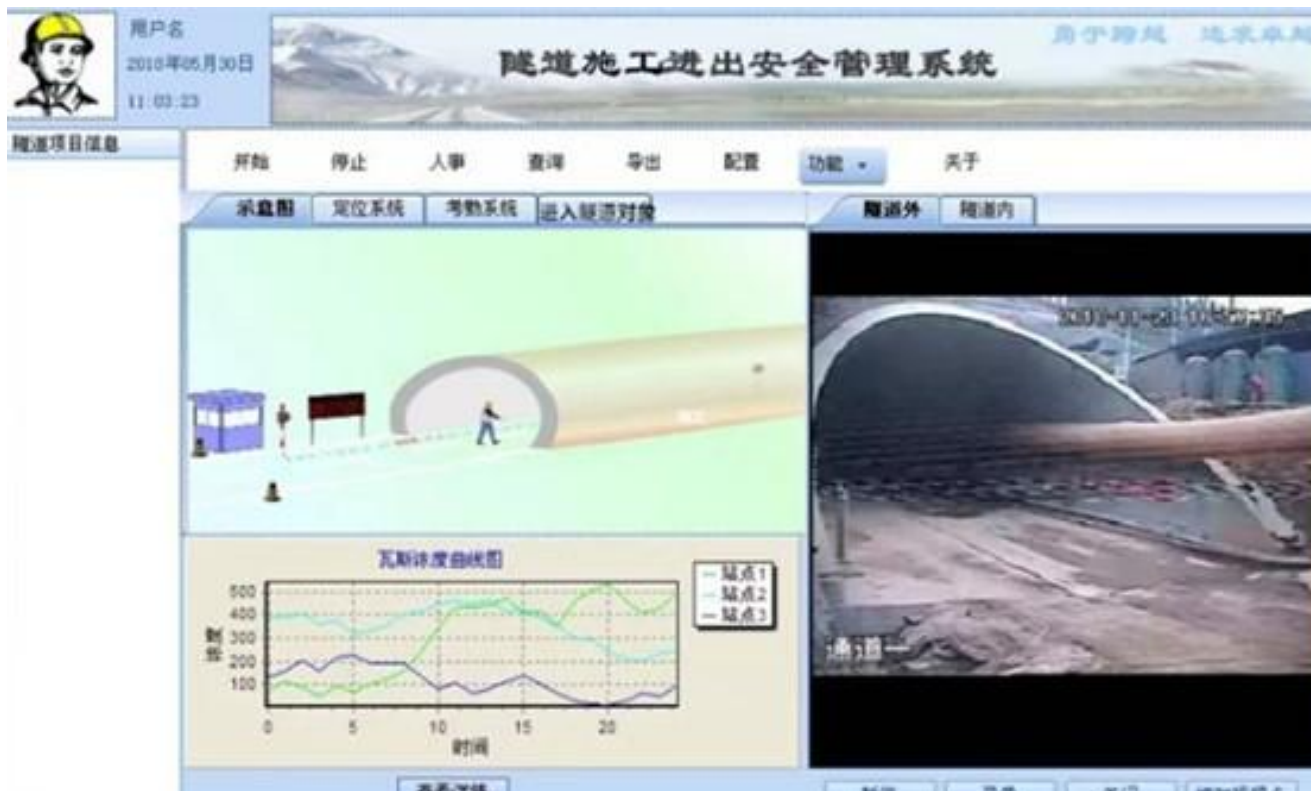 用户名
2010年05月30日
11:03:23
隧道施工进出安全管理系统
勇于跨越 追求卓越
隧道项目信息
开始 停止 人事 查询 导出 配置 功能 关于
示意图 定位系统 考勤系统 进入隧道对象
隧道外 隧道内
瓦斯浓度曲线图
站点1
站点2
站点3
浓度
500
400
300
200
100
0 5 10 15 20
时间
通道一